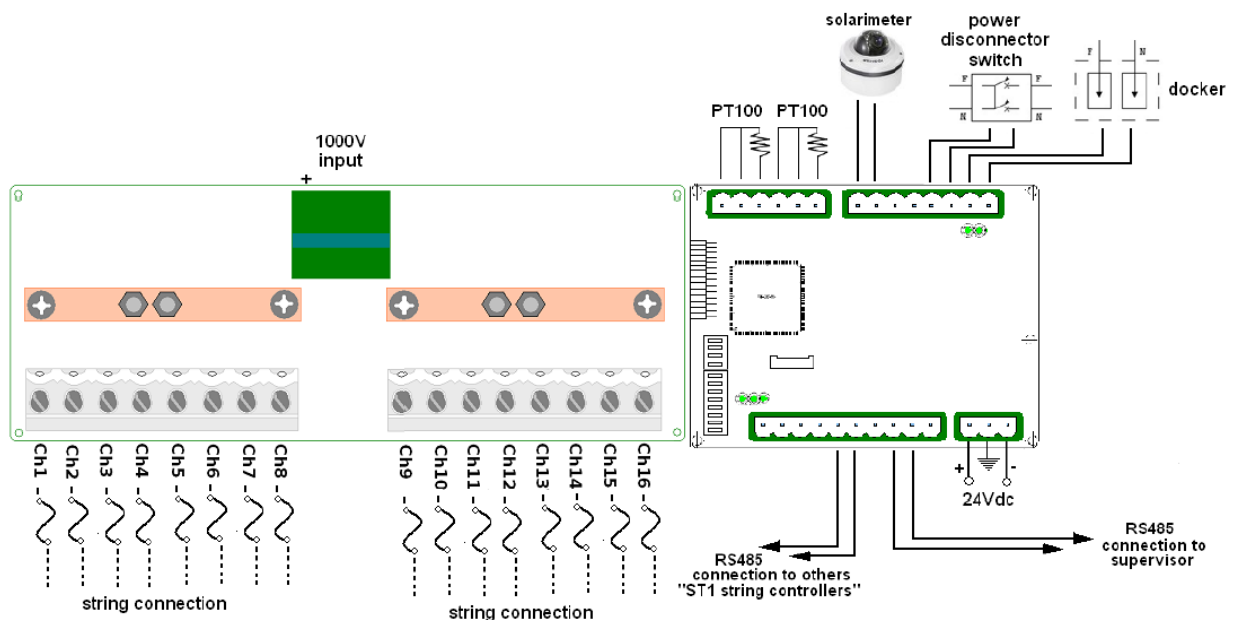 solarimeter
power
disconnector
switch
F
N
docker
F
F
N
N
PT100
PT100
1000V
input
+
Ch1 -
Ch2 -
Ch3 -
Ch4 -
Ch5 -
Ch6 -
Ch7 -
Ch8 -
Ch9 -
Ch10 -
Ch11 -
Ch12 -
Ch13 -
Ch14 -
Ch15 -
Ch16 -
+
-
24Vdc
RS485
connection to
supervisor
RS485
connection to others
"ST1 string controllers"
string connection
string connection